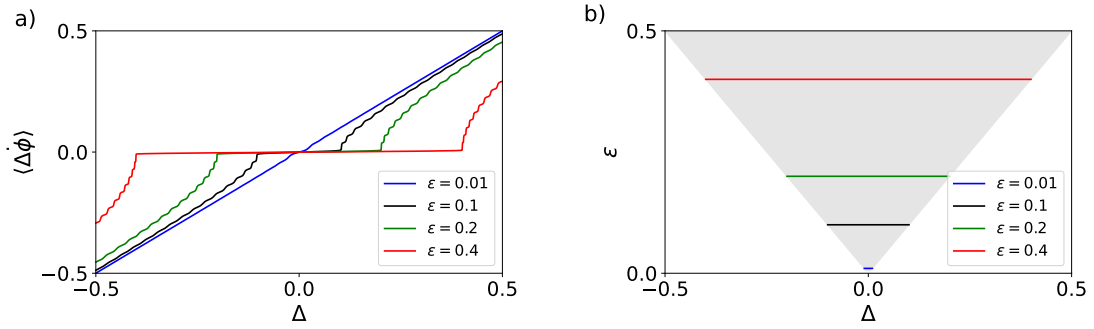 a)
0.5
0.0
−0.5
⟨Δϕ̇⟩
−0.5
0.0
0.5
Δ
ε = 0.01
ε = 0.1
ε = 0.2
ε = 0.4
b)
0.5
0.0
ε
−0.5
0.0
0.5
Δ
ε = 0.01
ε = 0.1
ε = 0.2
ε = 0.4